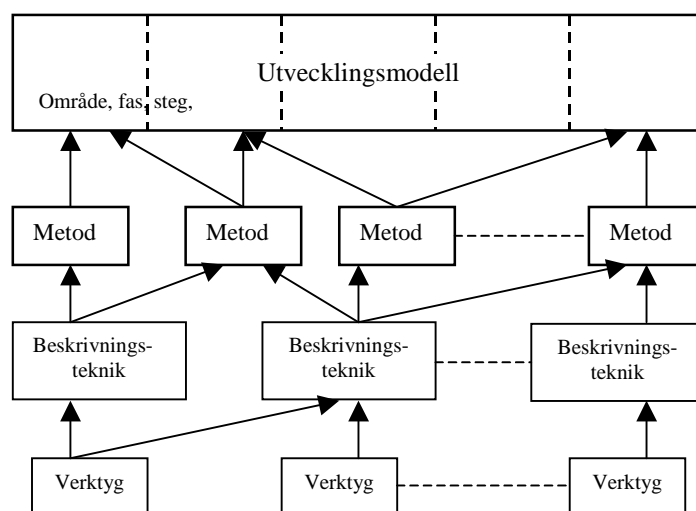 Utvecklingsmodell
Område, fas, steg,
Metod
Metod
Metod
Metod
Beskrivnings-
teknik
Beskrivnings-
teknik
Beskrivnings-
teknik
Verktyg
Verktyg
Verktyg